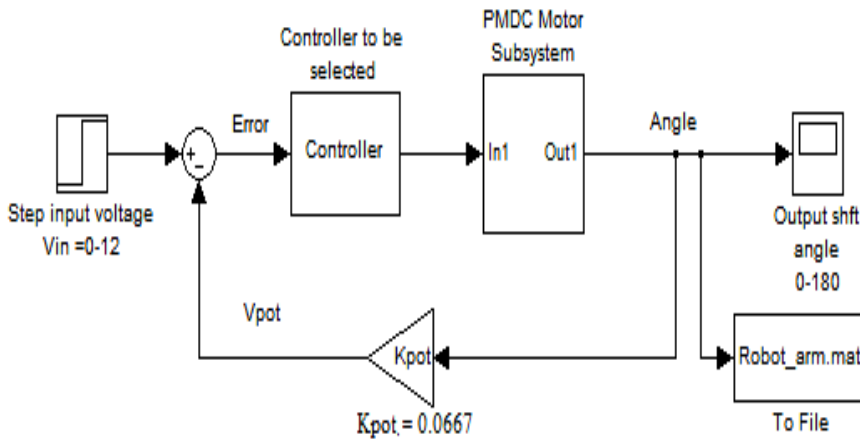 PMDC Motor
Subsystem
Controller to be
selected
Error
Controller
In1
Out1
Angle
+
−
Step input voltage
Vin =0-12
Output shft
angle
0-180
Vpot
Kpot
Kpot, = 0.0667
Robot_arm.mat
To File